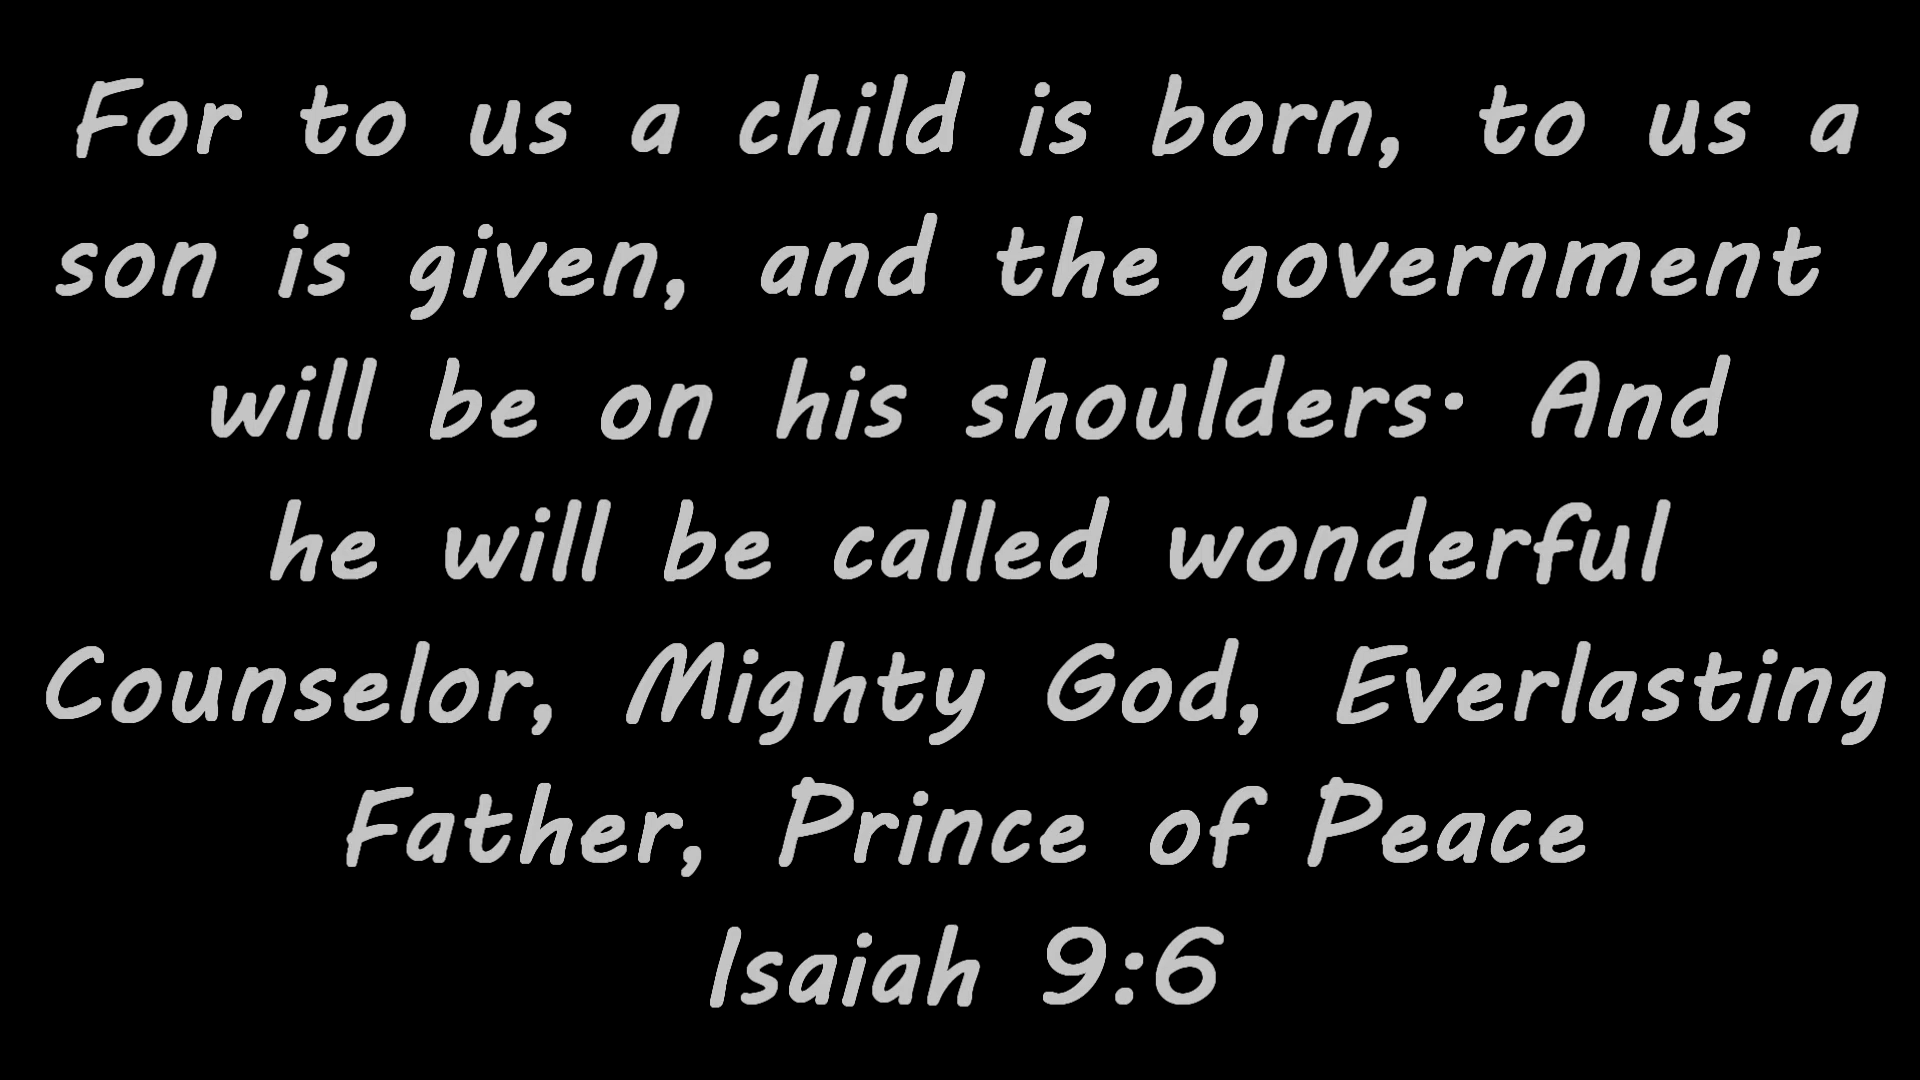 For to us a child is born, to us a
son is given, and the government
will be on his shoulders. And
he will be called wonderful
Counselor, Mighty God, Everlasting
Father, Prince of Peace
Isaiah 9:6